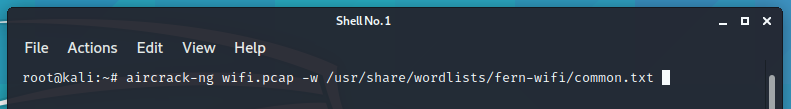 Shell No. 1
File Actions Edit View Help
root@kali:~# aircrack-ng wifi.pcap -w /usr/share/wordlists/fern-wifi/common.txt